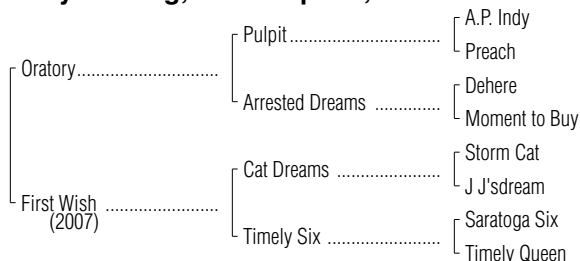 Pulpit
A.P. Indy
Preach
Oratory
Arrested Dreams
Dehere
Moment to Buy
Cat Dreams
Storm Cat
J J'sdream
First Wish
(2007)
Timely Six
Saratoga Six
Timely Queen